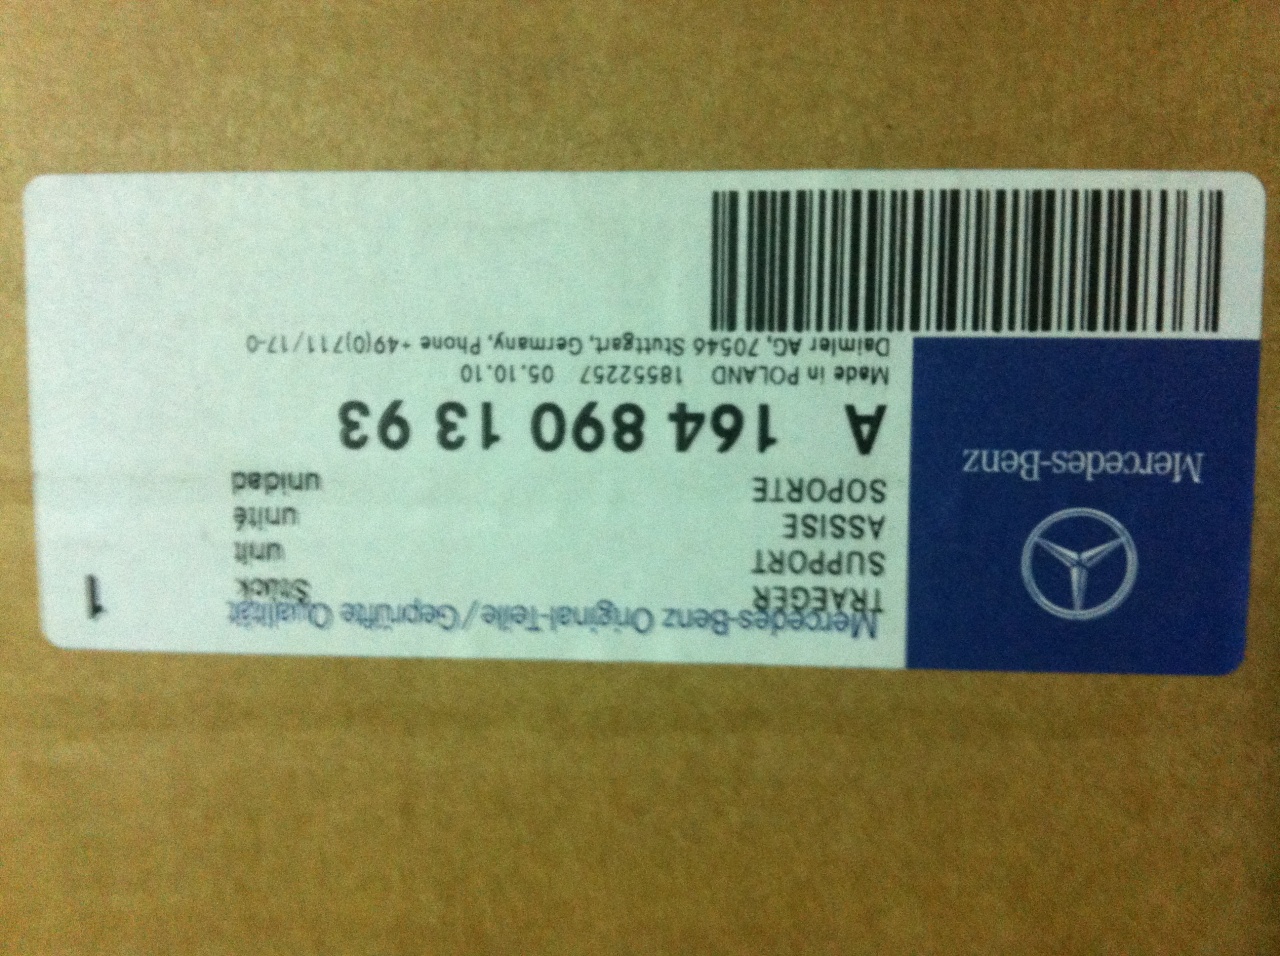 Mercedes-Benz
Mercedes-Benz Original-Teile/Geprüfte Qualität
TRAEGER Stück 1
SUPPORT unit
ASSISE unité
SOPORTE unidad
A 164 890 13 93
Made in POLAND 18552257 05.10.10
Daimler AG, 70546 Stuttgart, Germany, Phone +49(0)711/17-0